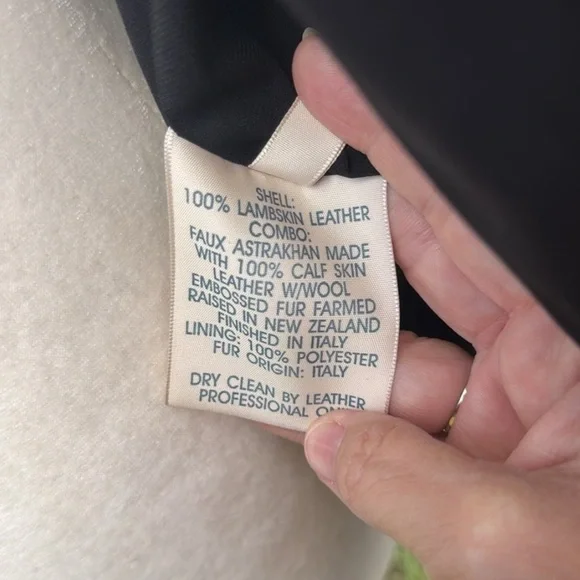 SHELL:
100% LAMBSKIN LEATHER
COMBO:
FAUX ASTRAKHAN MADE
WITH 100% CALF SKIN
LEATHER W/WOOL
EMBOSSED FUR FARMED
RAISED IN NEW ZEALAND
FINISHED IN ITALY
LINING: 100% POLYESTER
FUR ORIGIN: ITALY
DRY CLEAN BY LEATHER
PROFESSIONAL